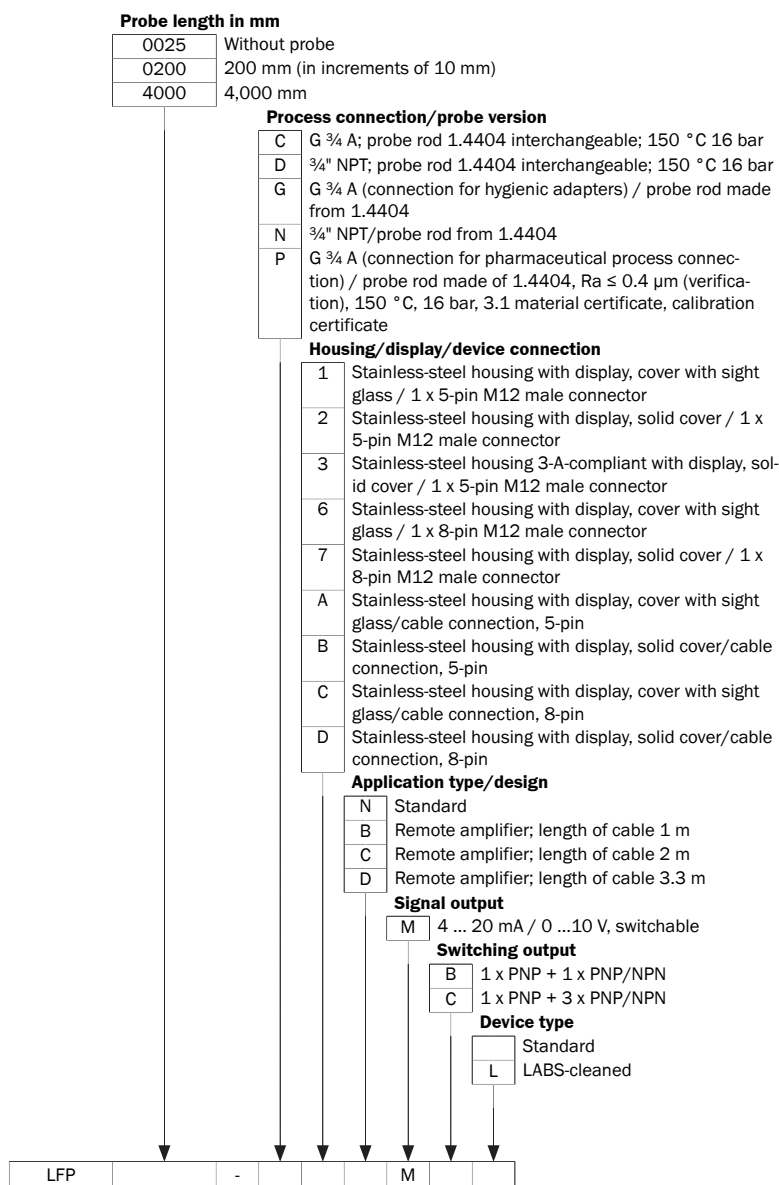 Probe length in mm
0025 Without probe
0200 200 mm (in increments of 10 mm)
4000 4,000 mm
Process connection/probe version
C G ¾ A; probe rod 1.4404 interchangeable; 150 °C 16 bar
D ¾" NPT; probe rod 1.4404 interchangeable; 150 °C 16 bar
G G ¾ A (connection for hygienic adapters) / probe rod made
from 1.4404
N ¾" NPT/probe rod from 1.4404
P G ¾ A (connection for pharmaceutical process connec-
tion) / probe rod made of 1.4404, Ra ≤ 0.4 µm (verifica-
tion), 150 °C, 16 bar, 3.1 material certificate, calibration
certificate
Housing/display/device connection
1 Stainless-steel housing with display, cover with sight
glass / 1 x 5-pin M12 male connector
2 Stainless-steel housing with display, solid cover / 1 x
5-pin M12 male connector
3 Stainless-steel housing 3-A-compliant with display, sol-
id cover / 1 x 5-pin M12 male connector
6 Stainless-steel housing with display, cover with sight
glass / 1 x 8-pin M12 male connector
7 Stainless-steel housing with display, solid cover / 1 x
8-pin M12 male connector
A Stainless-steel housing with display, cover with sight
glass/cable connection, 5-pin
B Stainless-steel housing with display, solid cover/cable
connection, 5-pin
C Stainless-steel housing with display, cover with sight
glass/cable connection, 8-pin
D Stainless-steel housing with display, solid cover/cable
connection, 8-pin
Application type/design
N Standard
B Remote amplifier; length of cable 1 m
C Remote amplifier; length of cable 2 m
D Remote amplifier; length of cable 3.3 m
Signal output
M 4 ... 20 mA / 0 ...10 V, switchable
Switching output
B 1 x PNP + 1 x PNP/NPN
C 1 x PNP + 3 x PNP/NPN
Device type
Standard
L LABS-cleaned
LFP - M